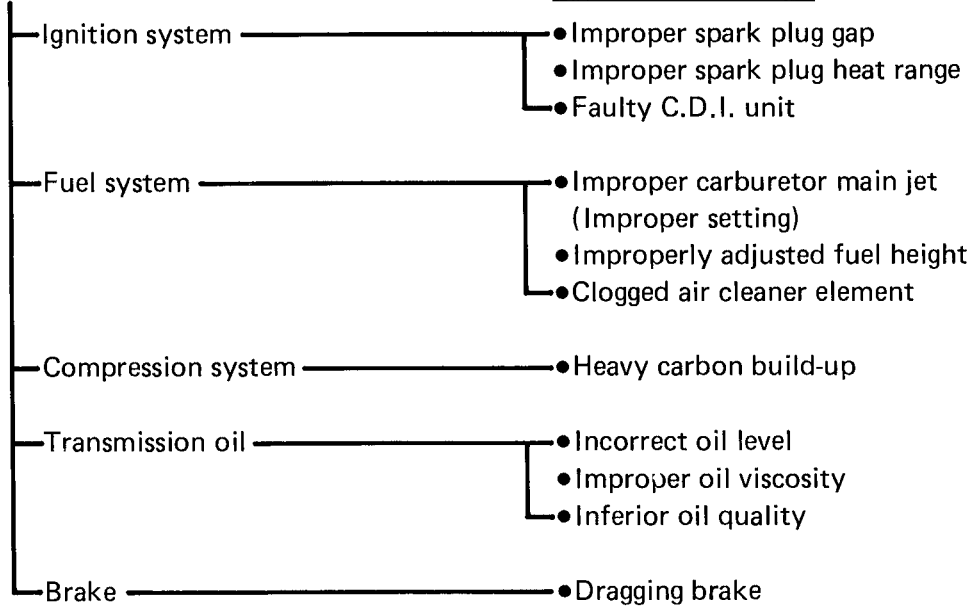 Ignition system
• Improper spark plug gap
• Improper spark plug heat range
• Faulty C.D.I. unit
Fuel system
• Improper carburetor main jet
(Improper setting)
• Improperly adjusted fuel height
• Clogged air cleaner element
Compression system
• Heavy carbon build-up
Transmission oil
• Incorrect oil level
• Improper oil viscosity
• Inferior oil quality
Brake
• Dragging brake